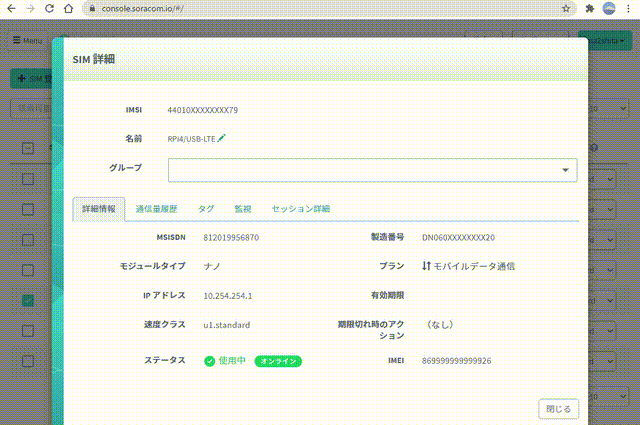 console.soracom.io/#/
Menu
SIM 詳細
IMSI 44010XXXXXXXX79
名前 RPi4/USB-LTE
グループ
詳細情報 通信量履歴 タグ 監視 セッション詳細
MSISDN 812019956870 製造番号 DN060XXXXXXXX20
モジュールタイプ ナノ プラン モバイルデータ通信
IP アドレス 10.254.254.1 有効期限
速度クラス u1.standard 期限切れ時のアク
ション （なし）
ステータス 使用中 オンライン IMEI 869999999999926
閉じる